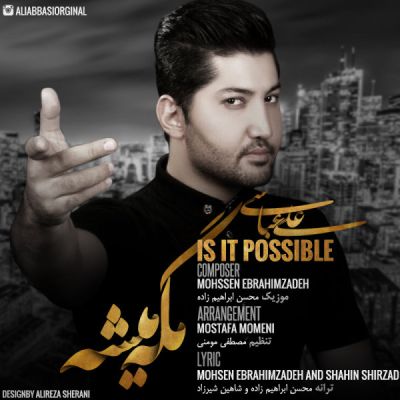 ALIABBASIORGINAL
علی عباسی
IS IT POSSIBLE
مگه میشه
COMPOSER
MOHSSEN EBRAHIMZADEH
موزیک محسن ابراهیم زاده
ARRANGEMENT
MOSTAFA MOMENI
تنظیم مصطفی مومنی
LYRIC
MOHSEN EBRAHIMZADEH AND SHAHIN SHIRZAD
ترانه محسن ابراهیم زاده و شاهین شیرزاد
DESIGNBY ALIREZA SHERANI